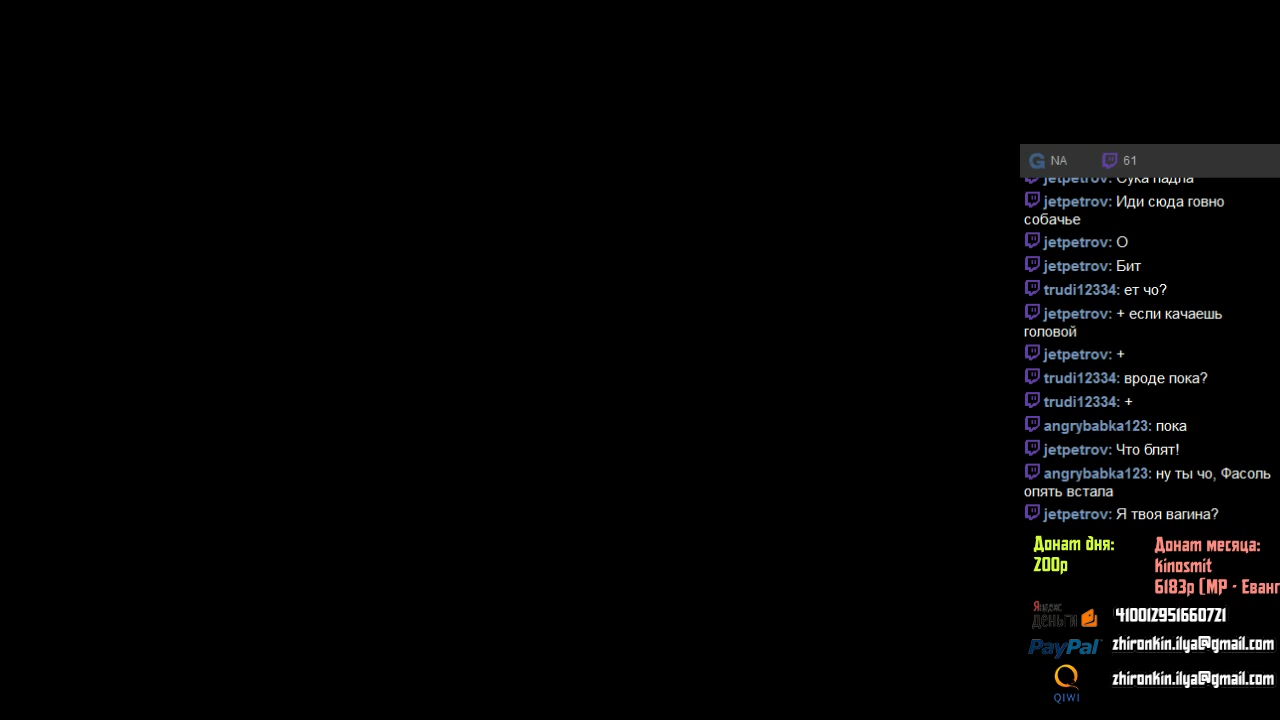 NA 61
jetpetrov: Сука падла
jetpetrov: Иди сюда говно
собачье
jetpetrov: О
jetpetrov: Бит
trudi12334: ет чо?
jetpetrov: + если качаешь
головой
jetpetrov: +
trudi12334: вроде пока?
trudi12334: +
angrybabka123: пока
jetpetrov: Что блят!
angrybabka123: ну ты чо, Фасоль
опять встала
jetpetrov: Я твоя вагина?
Донат дня:
200р
Донат месяца:
kinosmit
6183р (МР - Еванг
Яндекс
деньги
410012951660721
PayPal
zhironkin.ilya@gmail.com
QIWI
zhironkin.ilya@gmail.com